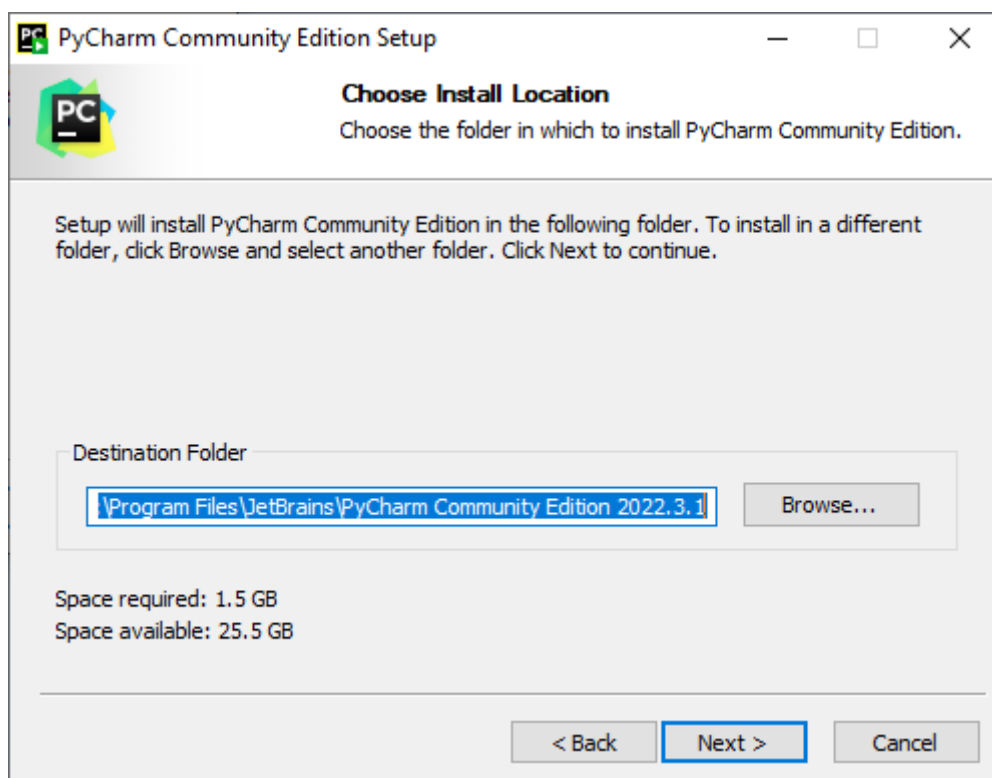 PyCharm Community Edition Setup
PC
Choose Install Location
Choose the folder in which to install PyCharm Community Edition.
Setup will install PyCharm Community Edition in the following folder. To install in a different
folder, click Browse and select another folder. Click Next to continue.
Destination Folder
:\Program Files\JetBrains\PyCharm Community Edition 2022.3.1
Browse...
Space required: 1.5 GB
Space available: 25.5 GB
< Back
Next >
Cancel